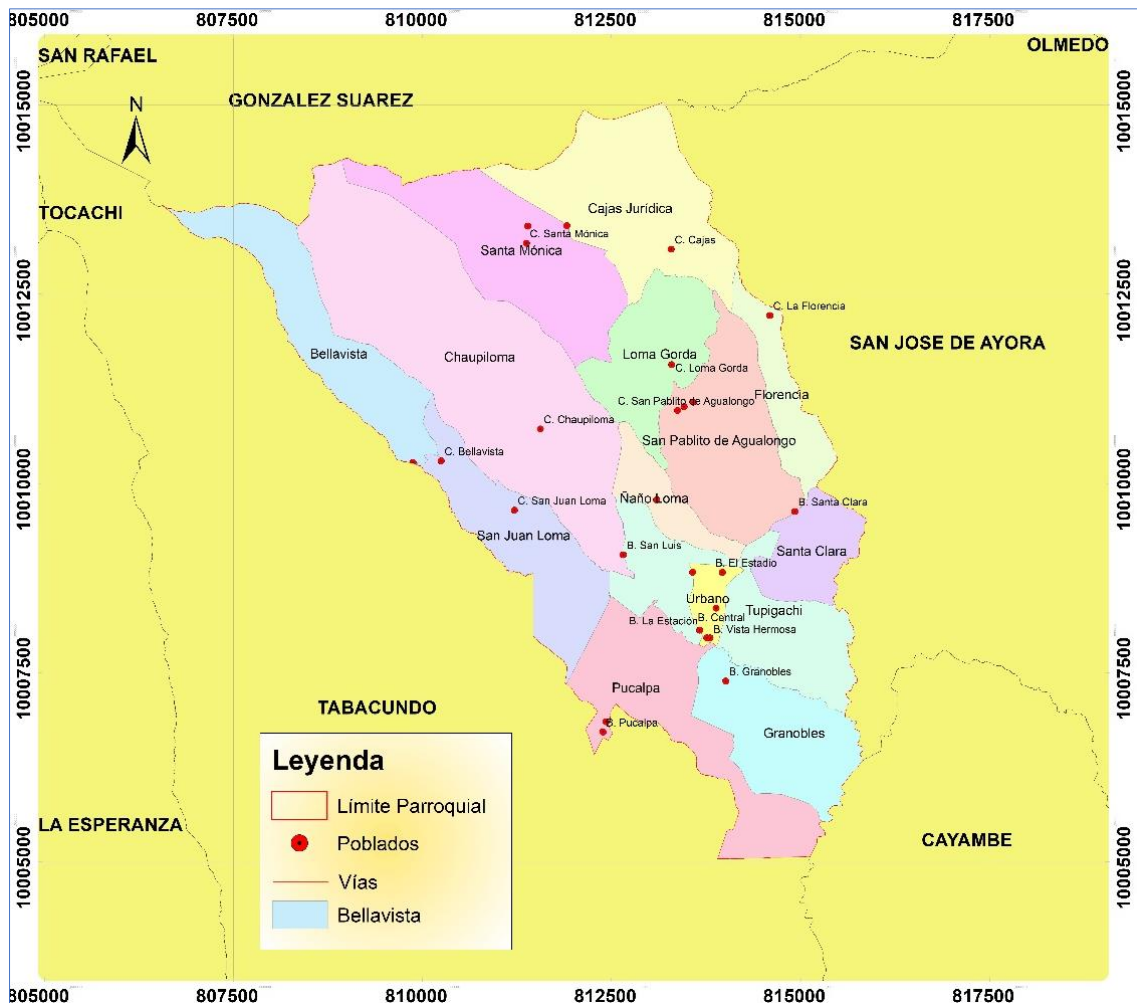 805000 807500 810000 812500 815000 817500
SAN RAFAEL
OLMEDO
GONZALEZ SUAREZ
10015000
10015000
N
TOCACHI
Cajas Jurídica
C. Santa Mónica
Santa Mónica
C. Cajas
10012500
10012500
C. La Florencia
SAN JOSE DE AYORA
Bellavista
Chaupiloma
Loma Gorda
C. Loma Gorda
Florencia
C. San Pablito de Agualongo
C. Chaupiloma
San Pablito de Agualongo
C. Bellavista
10010000
10010000
Ñaño Loma
B. Santa Clara
C. San Juan Loma
San Juan Loma
B. San Luis
Santa Clara
B. El Estadio
Urbano
Tupigachi
B. La Estación
B. Central
B. Vista Hermosa
10007500
10007500
B. Granobles
Pucalpa
TABACUNDO
B. Pucalpa
Granobles
Leyenda
Límite Parroquial
Poblados
Vías
Bellavista
LA ESPERANZA
CAYAMBE
10005000
10005000
805000 807500 810000 812500 815000 817500